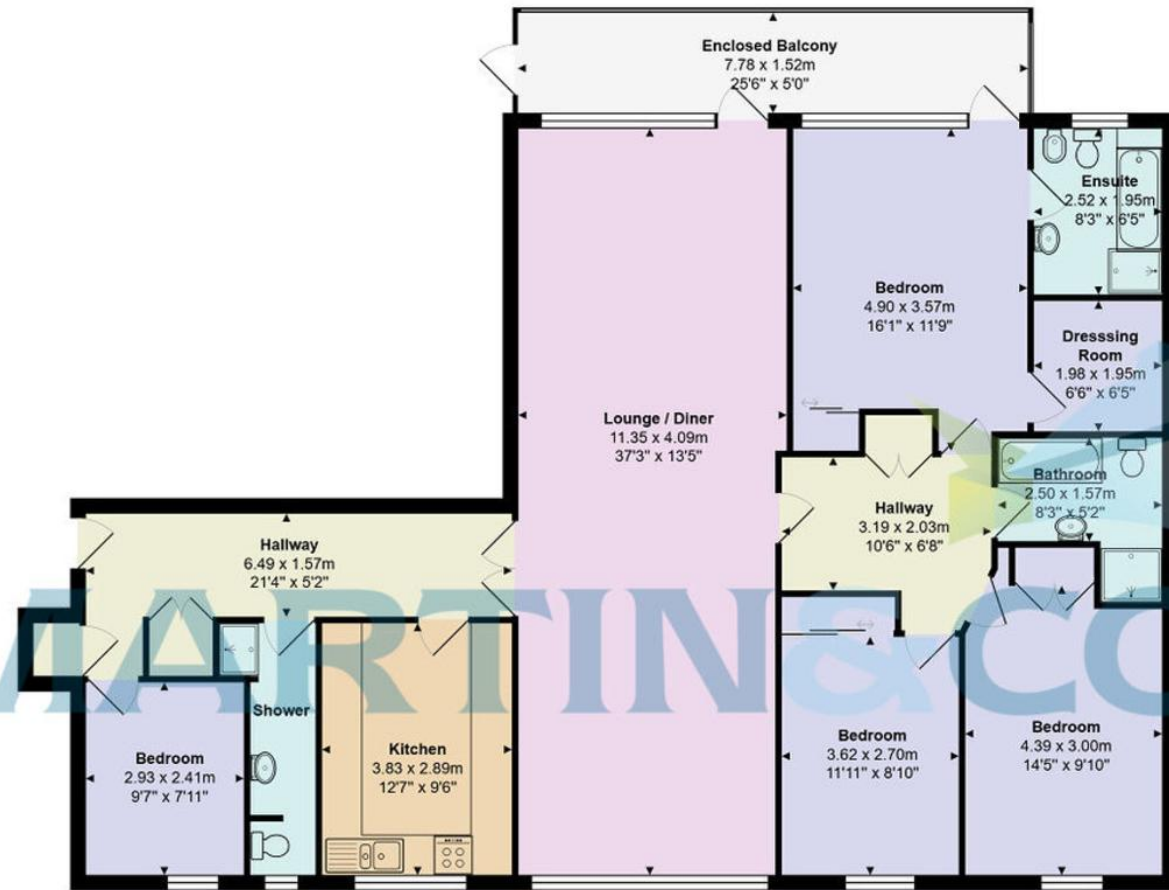 Enclosed Balcony
7.78 x 1.52m
25'6" x 5'0"
Ensuite
2.52 x 1.95m
8'3" x 6'5"
Bedroom
4.90 x 3.57m
16'1" x 11'9"
Dresssing
Room
1.98 x 1.95m
6'6" x 6'5"
Lounge / Diner
11.35 x 4.09m
37'3" x 13'5"
Bathroom
2.50 x 1.57m
8'3" x 5'2"
Hallway
3.19 x 2.03m
10'6" x 6'8"
Hallway
6.49 x 1.57m
21'4" x 5'2"
MARTIN&CO
Shower
Bedroom
2.93 x 2.41m
9'7" x 7'11"
Kitchen
3.83 x 2.89m
12'7" x 9'6"
Bedroom
3.62 x 2.70m
11'11" x 8'10"
Bedroom
4.39 x 3.00m
14'5" x 9'10"